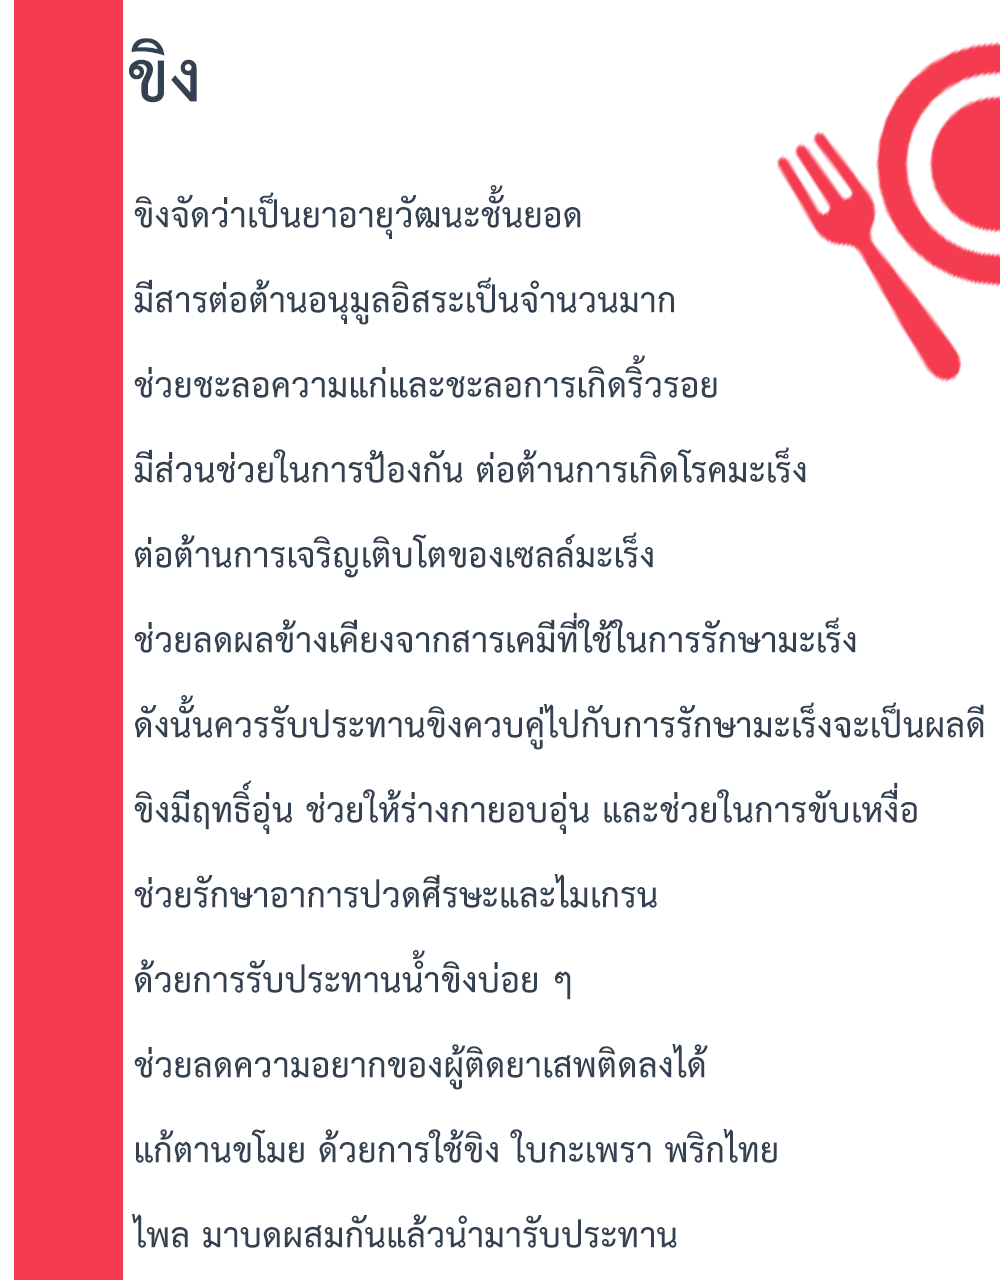 ขิง
ขิงจัดว่าเป็นยาอายุวัฒนะชั้นยอด
มีสารต่อต้านอนุมูลอิสระเป็นจำนวนมาก
ช่วยชะลอความแก่และชะลอการเกิดริ้วรอย
มีส่วนช่วยในการป้องกัน ต่อต้านการเกิดโรคมะเร็ง
ต่อต้านการเจริญเติบโตของเซลล์มะเร็ง
ช่วยลดผลข้างเคียงจากสารเคมีที่ใช้ในการรักษามะเร็ง
ดังนั้นควรรับประทานขิงควบคู่ไปกับการรักษามะเร็งจะเป็นผลดี
ขิงมีฤทธิ์อุ่น ช่วยให้ร่างกายอบอุ่น และช่วยในการขับเหงื่อ
ช่วยรักษาอาการปวดศีรษะและไมเกรน
ด้วยการรับประทานน้ำขิงบ่อย ๆ
ช่วยลดความอยากของผู้ติดยาเสพติดลงได้
แก้ตานขโมย ด้วยการใช้ขิง ใบกะเพรา พริกไทย
ไพล มาบดผสมกันแล้วนำมารับประทาน